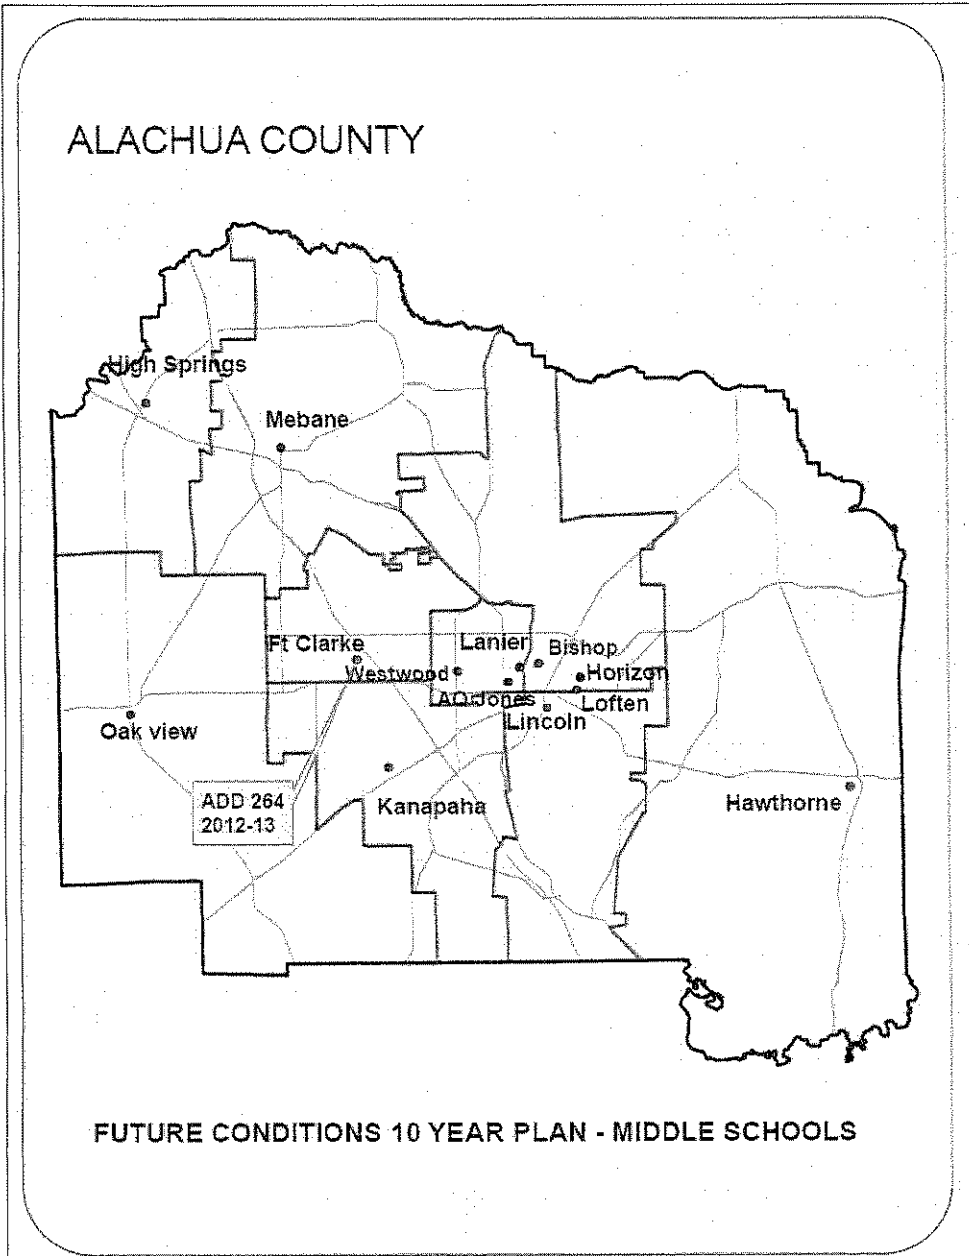 ALACHUA COUNTY
High Springs
Mebane
Ft Clarke
Lanier
Bishop
Westwood
Horizon
AQ Jones
Loften
Lincoln
Oak view
ADD 264
2012-13
Kanapaha
Hawthorne
FUTURE CONDITIONS 10 YEAR PLAN - MIDDLE SCHOOLS